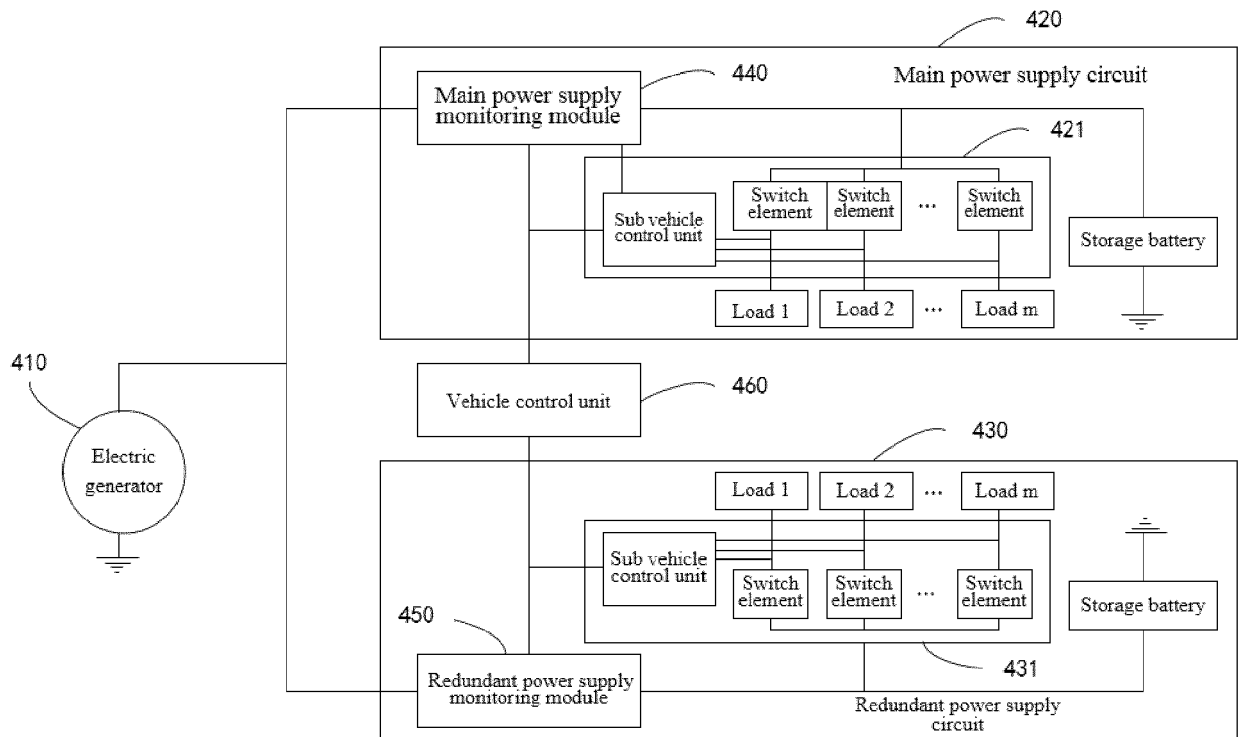 420
440
Main power supply circuit
Main power supply
monitoring module
421
Switch
element
Switch
element
...
Switch
element
Sub vehicle
control unit
Storage battery
Load 1
Load 2
...
Load m
410
Vehicle control unit
460
Electric
generator
430
Load 1
Load 2
...
Load m
Sub vehicle
control unit
Switch
element
Switch
element
...
Switch
element
Storage battery
450
431
Redundant power supply
monitoring module
Redundant power supply
circuit